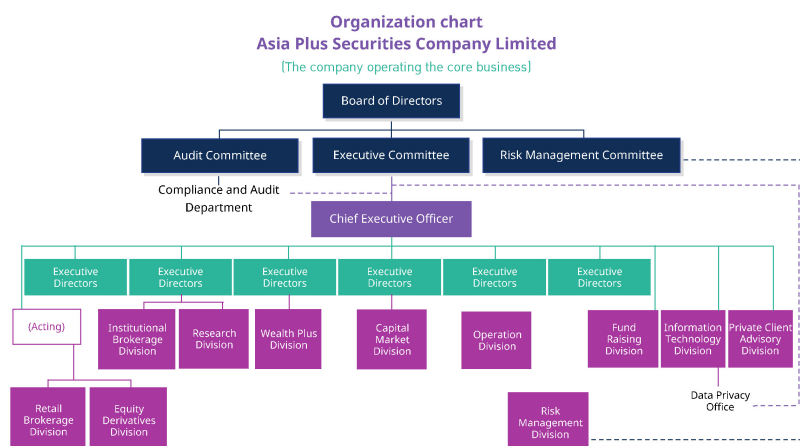 Organization chart
Asia Plus Securities Company Limited
(The company operating the core business)
Board of Directors
Audit Committee
Executive Committee
Risk Management Committee
Compliance and Audit
Department
Chief Executive Officer
Executive
Directors
Executive
Directors
Executive
Directors
Executive
Directors
Executive
Directors
Executive
Directors
(Acting)
Institutional
Brokerage
Division
Research
Division
Wealth Plus
Division
Capital
Market
Division
Operation
Division
Fund
Raising
Division
Information
Technology
Division
Private Client
Advisory
Division
Data Privacy
Office
Retail
Brokerage
Division
Equity
Derivatives
Division
Risk
Management
Division